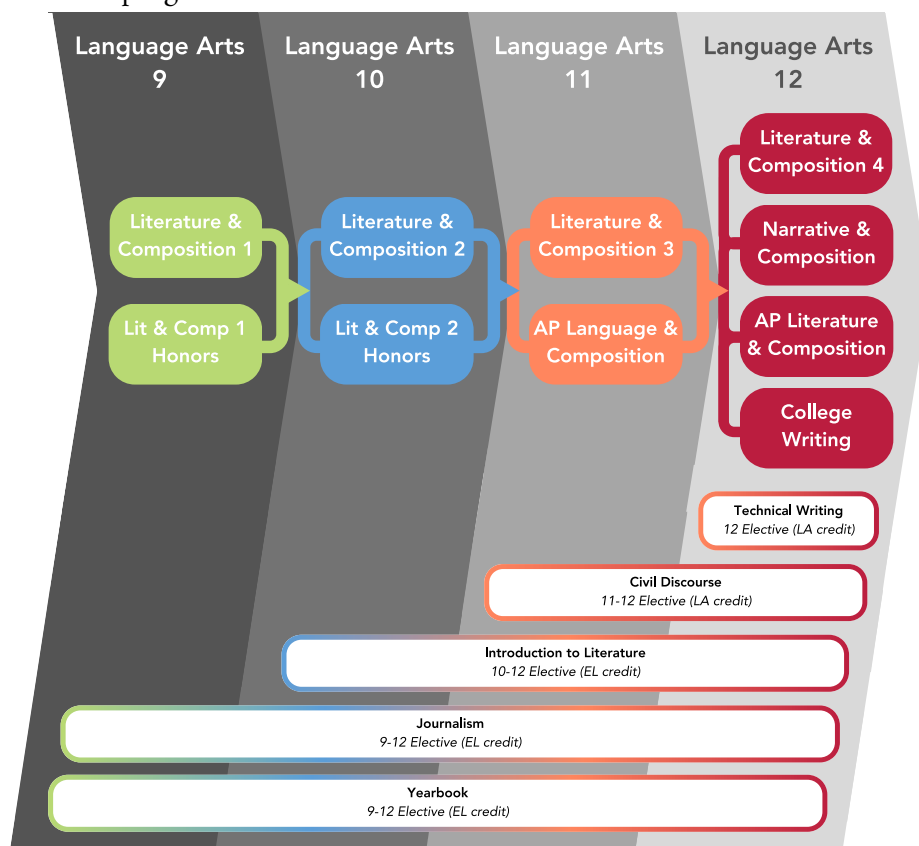 Language Arts
9
Language Arts
10
Language Arts
11
Language Arts
12
Literature &
Composition 1
Lit & Comp 1
Honors
Literature &
Composition 2
Lit & Comp 2
Honors
Literature &
Composition 3
AP Language &
Composition
Literature &
Composition 4
Narrative &
Composition
AP Literature
& Composition
College
Writing
Technical Writing
12 Elective (LA credit)
Civil Discourse
11-12 Elective (LA credit)
Introduction to Literature
10-12 Elective (EL credit)
Journalism
9-12 Elective (EL credit)
Yearbook
9-12 Elective (EL credit)